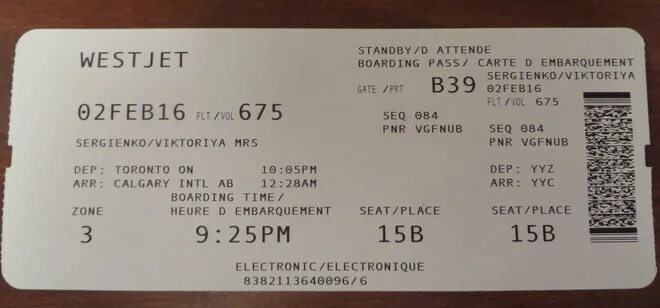 WESTJET
STANDBY/D ATTENDE
BOARDING PASS/ CARTE D EMBARQUEMENT
02FEB16 FLT/VOL 675
GATE/PRT B39
SEQ 084
PNR VGFNUB
SERGIENKO/VIKTORIYA MRS
DEP: TORONTO ON 10:05PM
ARR: CALGARY INTL AB 12:28AM
BOARDING TIME/
ZONE HEURE D EMBARQUEMENT SEAT/PLACE
3 9:25PM 15B
ELECTRONIC/ELECTRONIQUE
8382113640096/6
SERGIENKO/VIKTORIYA
02FEB16
FLT/VOL 675
SEQ 084
PNR VGFNUB
DEP: YYZ
ARR: YYC
SEAT/PLACE
15B